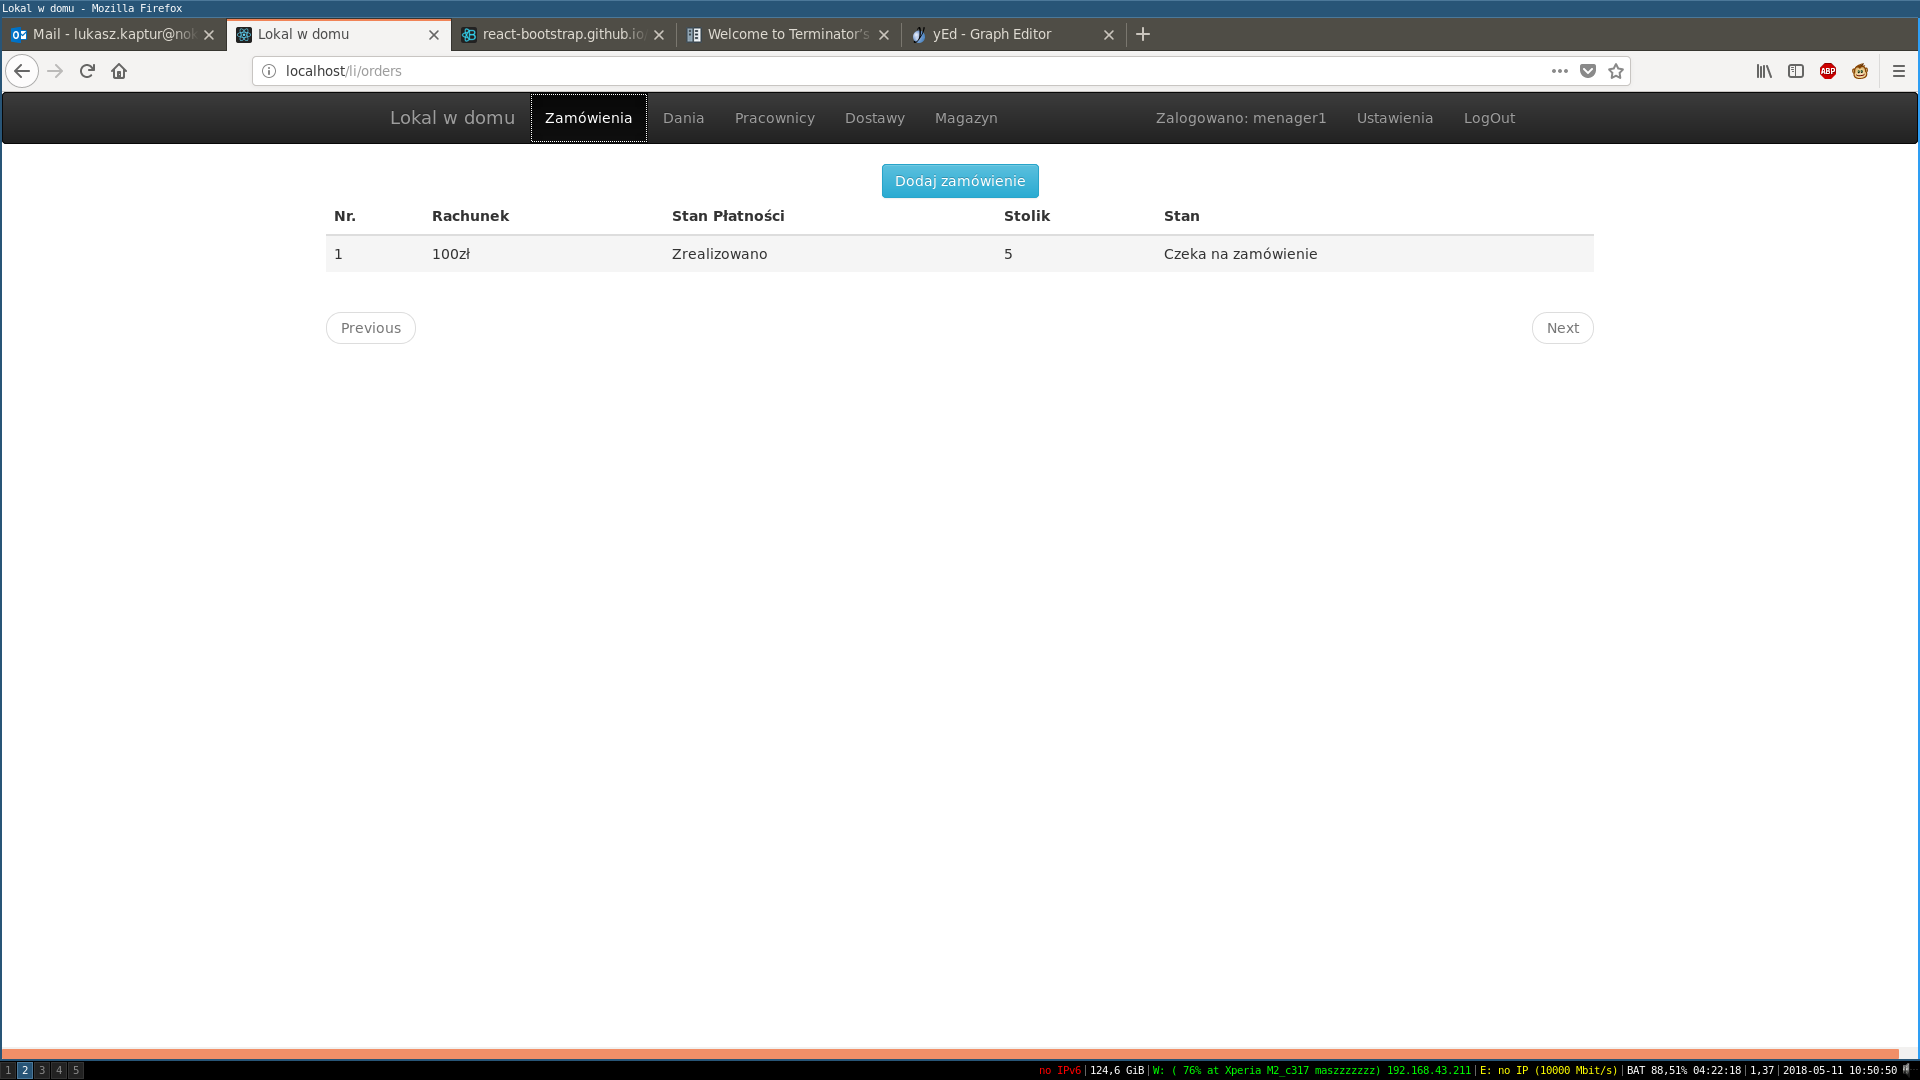 Lokal w domu - Mozilla Firefox
Mail - lukasz.kaptur@nok
Lokal w domu
react-bootstrap.github.io
Welcome to Terminator's
yEd - Graph Editor
localhost/li/orders
ABP
Lokal w domu Zamówienia Dania Pracownicy Dostawy Magazyn Zalogowano: menager1 Ustawienia LogOut
Dodaj zamówienie
Nr. Rachunek Stan Płatności Stolik Stan
1 100zł Zrealizowano 5 Czeka na zamówienie
Previous Next
1 2 3 4 5 no IPv6|124,6 GiB|W: ( 76% at Xperia M2_c317 maszzzzzzz) 192.168.43.211|E: no IP (10000 Mbit/s)|BAT 88,51% 04:22:18|1,37|2018-05-11 10:50:50